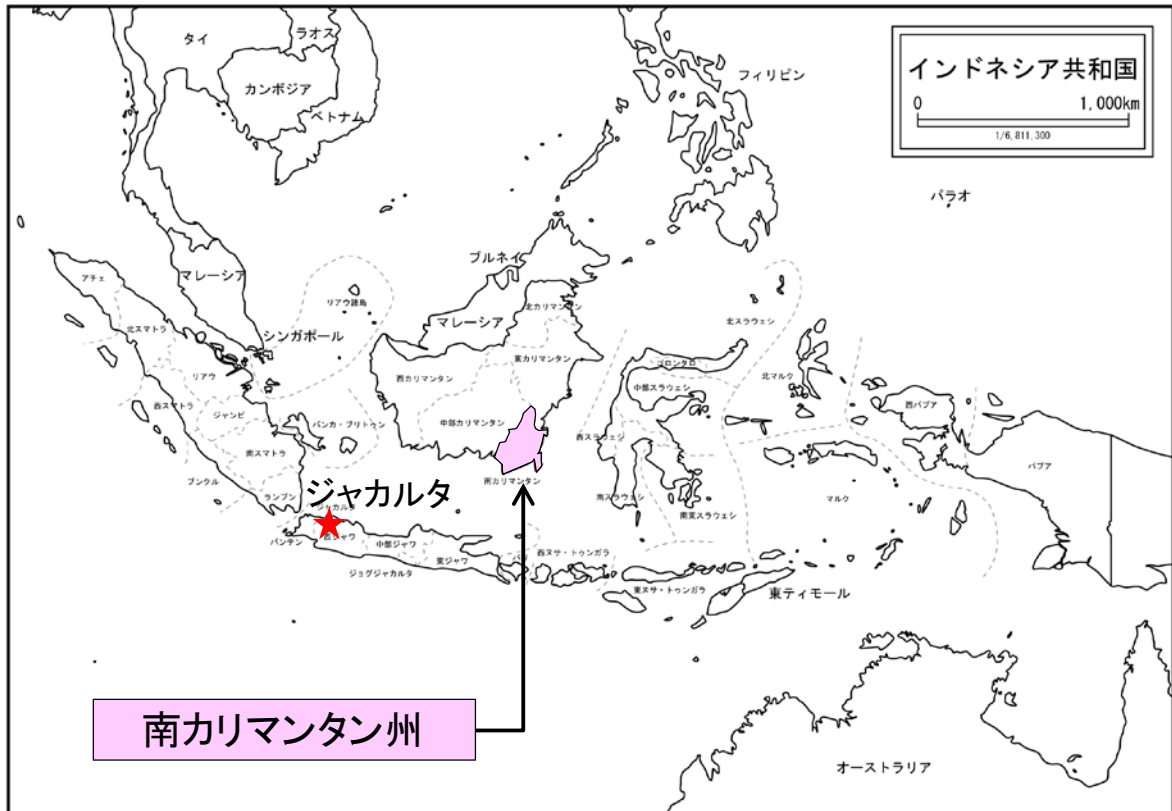 タイ
ラオス
カンボジア
ベトナム
フィリピン
インドネシア共和国
0 1,000km
1/6,811,300
パラオ
ブルネイ
マレーシア
アチェ
リアウ諸島
北カリマンタン
マレーシア
北スマトラ
シンガポール
北スラウェシ
東カリマンタン
ゴロンタロ
リアウ
西カリマンタン
北マルク
中部スラウェシ
西スマトラ
ジャンビ
西パプア
バンカ・ブリトゥン
中部カリマンタン
西スラウェシ
南スマトラ
パプア
ブンクル
南カリマンタン
ランプン
ジャカルタ
南スラウェシ
マルク
ジャカルタ
南東スラウェシ
バンテン
西ジャワ
中部ジャワ
東ジャワ
バリ
西ヌサ・トゥンガラ
ジョグジャカルタ
東ヌサ・トゥンガラ
東ティモール
南カリマンタン州
オーストラリア